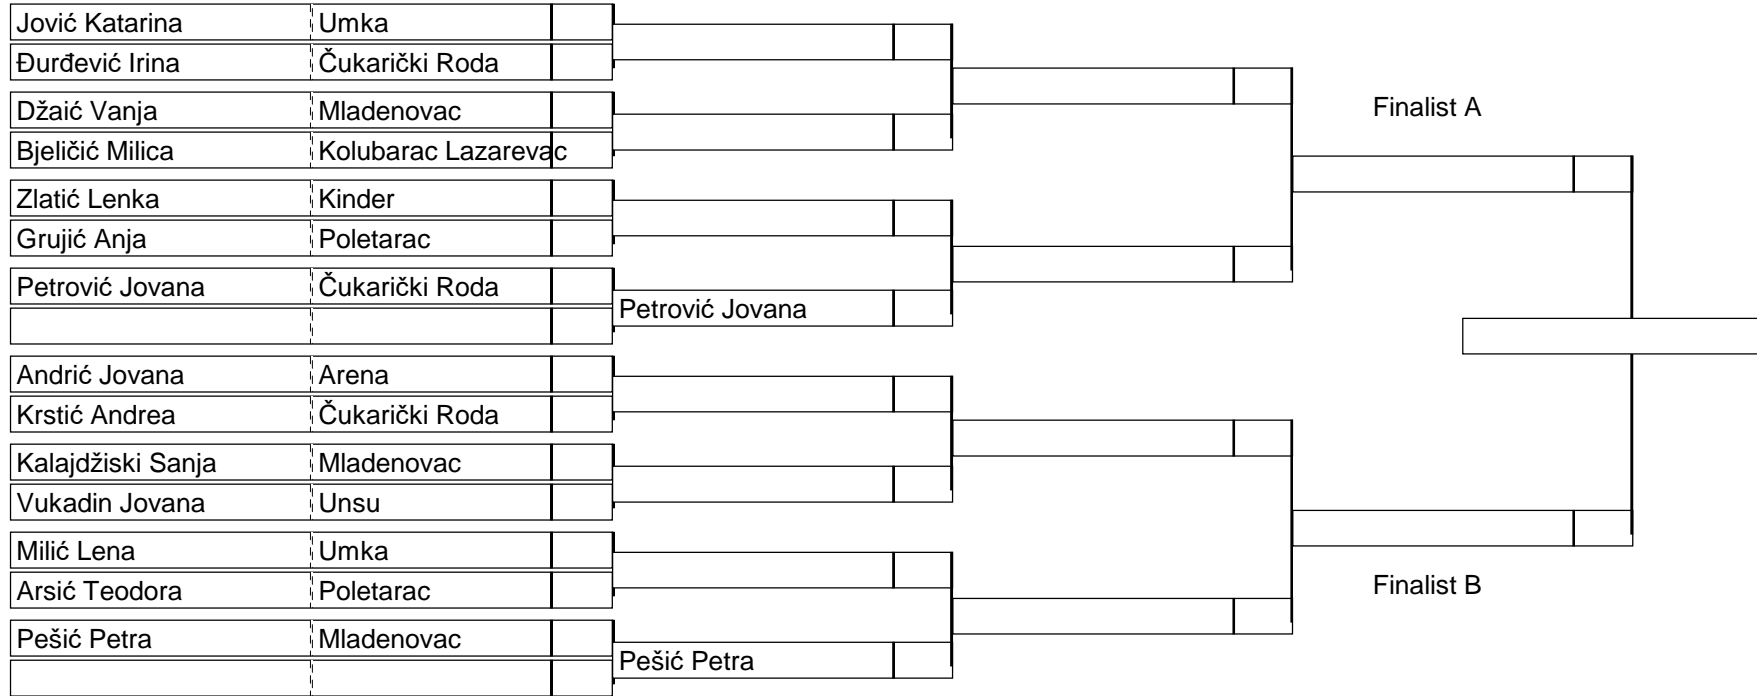 Jović Katarina Umka
Đurđević Irina Čukarički Roda
Džaić Vanja Mladenovac
Finalist A
Bjeličić Milica Kolubarac Lazarevac
Zlatić Lenka Kinder
Grujić Anja Poletarac
Petrović Jovana Čukarički Roda
Petrović Jovana
Andrić Jovana Arena
Krstić Andrea Čukarički Roda
Kalajdžiski Sanja Mladenovac
Vukadin Jovana Unsu
Milić Lena Umka
Arsić Teodora Poletarac
Finalist B
Pešić Petra Mladenovac
Pešić Petra